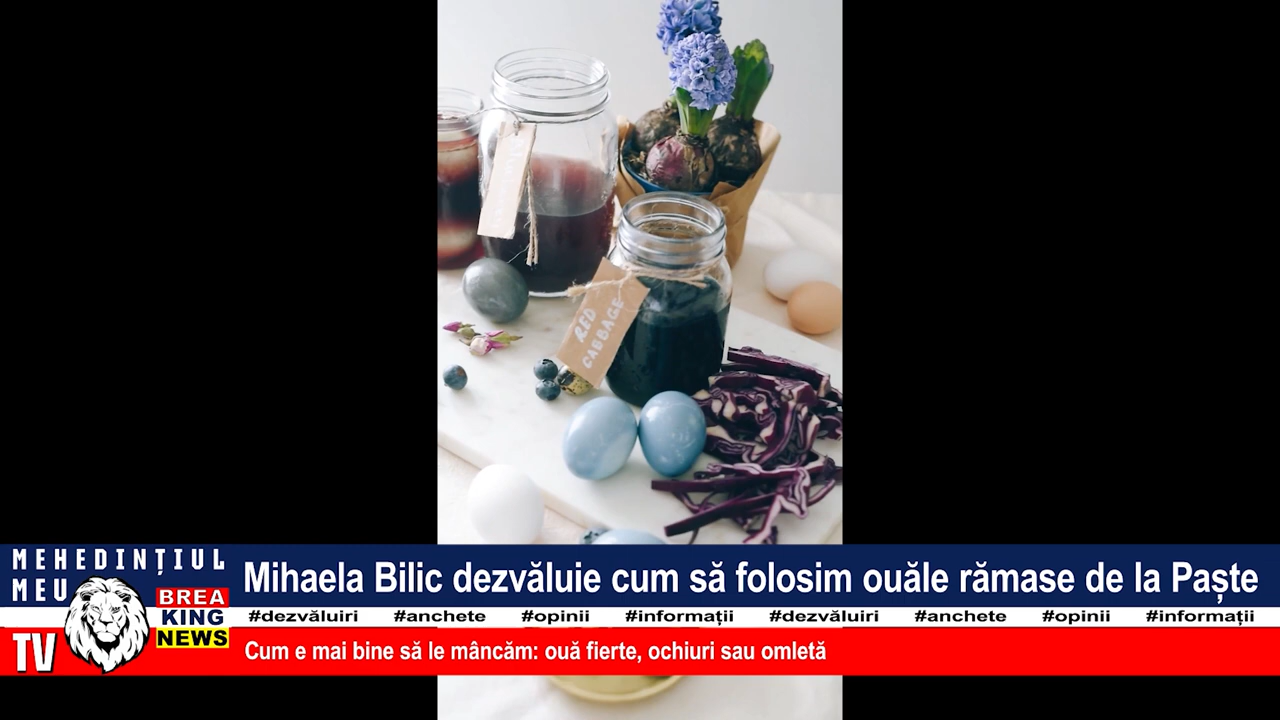 RED
CABBAGE
MEHEDINȚIUL
MEU
TV
BREA
KING
NEWS
Mihaela Bilic dezvăluie cum să folosim ouăle rămase de la Paște
#dezvăluiri #anchete #opinii #informații #dezvăluiri #anchete #opinii #informații
Cum e mai bine să le mâncăm: ouă fierte, ochiuri sau omletă